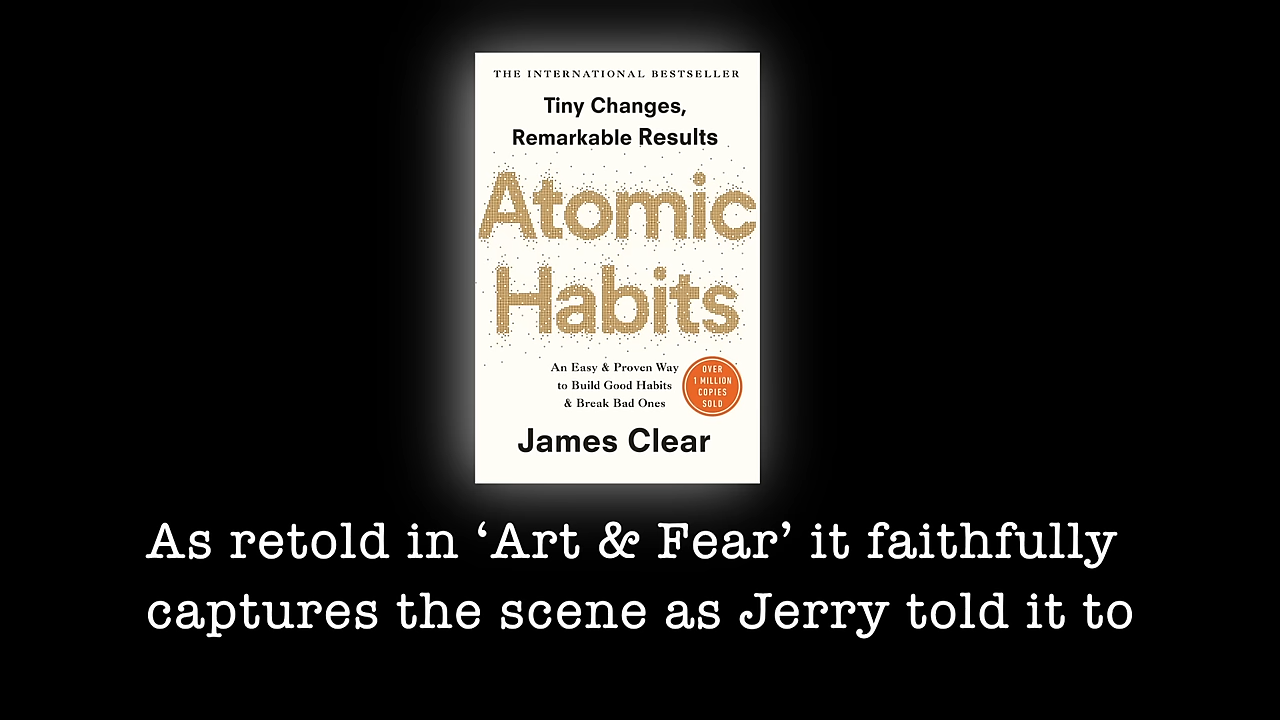 THE INTERNATIONAL BESTSELLER
Tiny Changes,
Remarkable Results
Atomic
Habits
An Easy & Proven Way
to Build Good Habits
& Break Bad Ones
OVER
1 MILLION
COPIES
SOLD
James Clear
As retold in ‘Art & Fear’ it faithfully
captures the scene as Jerry told it to